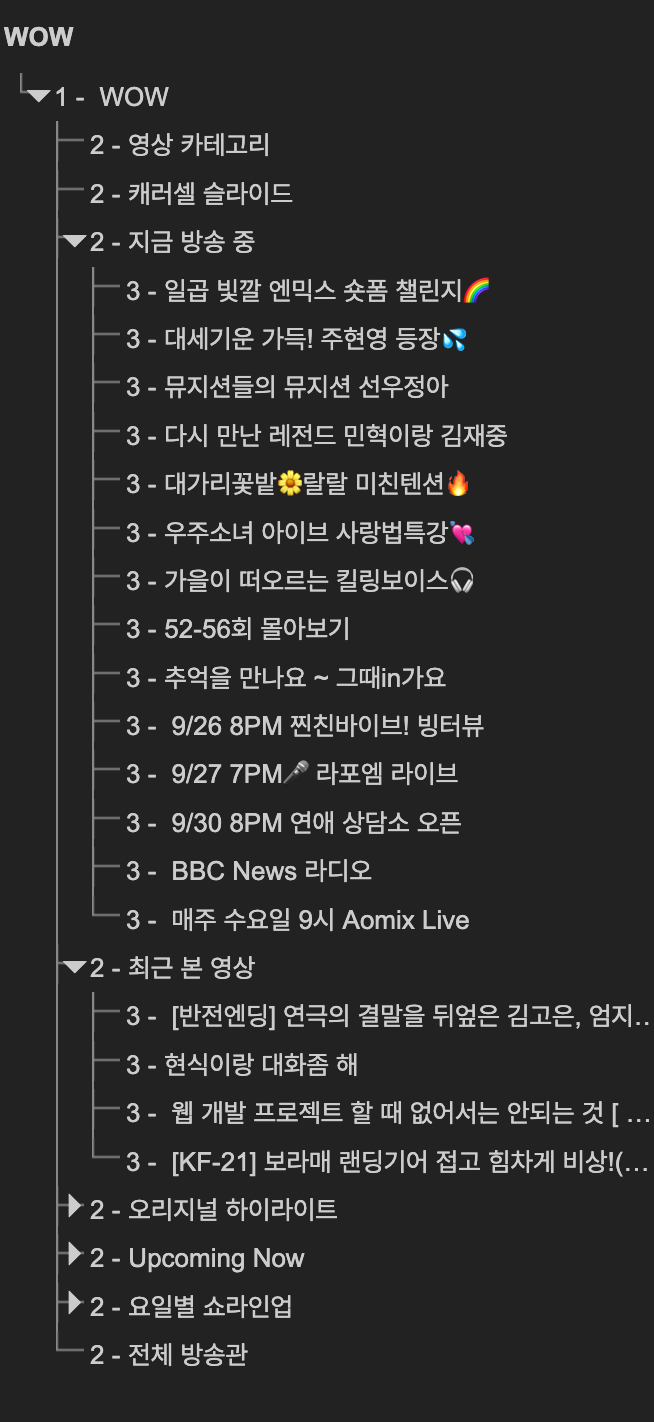 WOW
1 - WOW
2 - 영상 카테고리
2 - 캐러셀 슬라이드
2 - 지금 방송 중
3 - 일곱 빛깔 엔믹스 숏폼 챌린지🌈
3 - 대세기운 가득! 주현영 등장💦
3 - 뮤지션들의 뮤지션 선우정아
3 - 다시 만난 레전드 민혁이랑 김재중
3 - 대가리꽃밭🌼랄랄 미친텐션🔥
3 - 우주소녀 아이브 사랑법특강💘
3 - 가을이 떠오르는 킬링보이스🎧
3 - 52-56회 몰아보기
3 - 추억을 만나요 ~ 그때in가요
3 - 9/26 8PM 찐친바이브! 빙터뷰
3 - 9/27 7PM🎤 라포엠 라이브
3 - 9/30 8PM 연애 상담소 오픈
3 - BBC News 라디오
3 - 매주 수요일 9시 Aomix Live
2 - 최근 본 영상
3 - [반전엔딩] 연극의 결말을 뒤엎은 김고은, 엄지…
3 - 현식이랑 대화좀 해
3 - 웹 개발 프로젝트 할 때 없어서는 안되는 것 [ …
3 - [KF-21] 보라매 랜딩기어 접고 힘차게 비상!(…
2 - 오리지널 하이라이트
2 - Upcoming Now
2 - 요일별 쇼라인업
2 - 전체 방송관